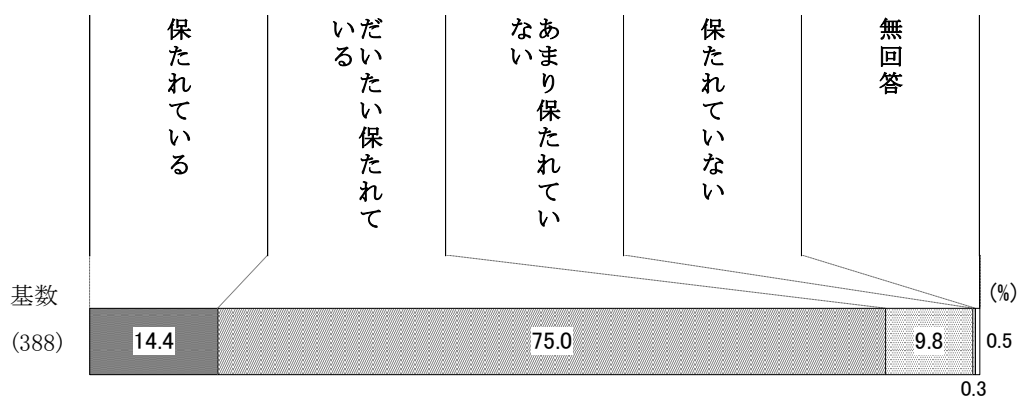 保たれている
だいたい保たれて
いる
あまり保たれてい
ない
保たれていない
無回答
基数
(%)
(388)
14.4
75.0
9.8
0.5
0.3